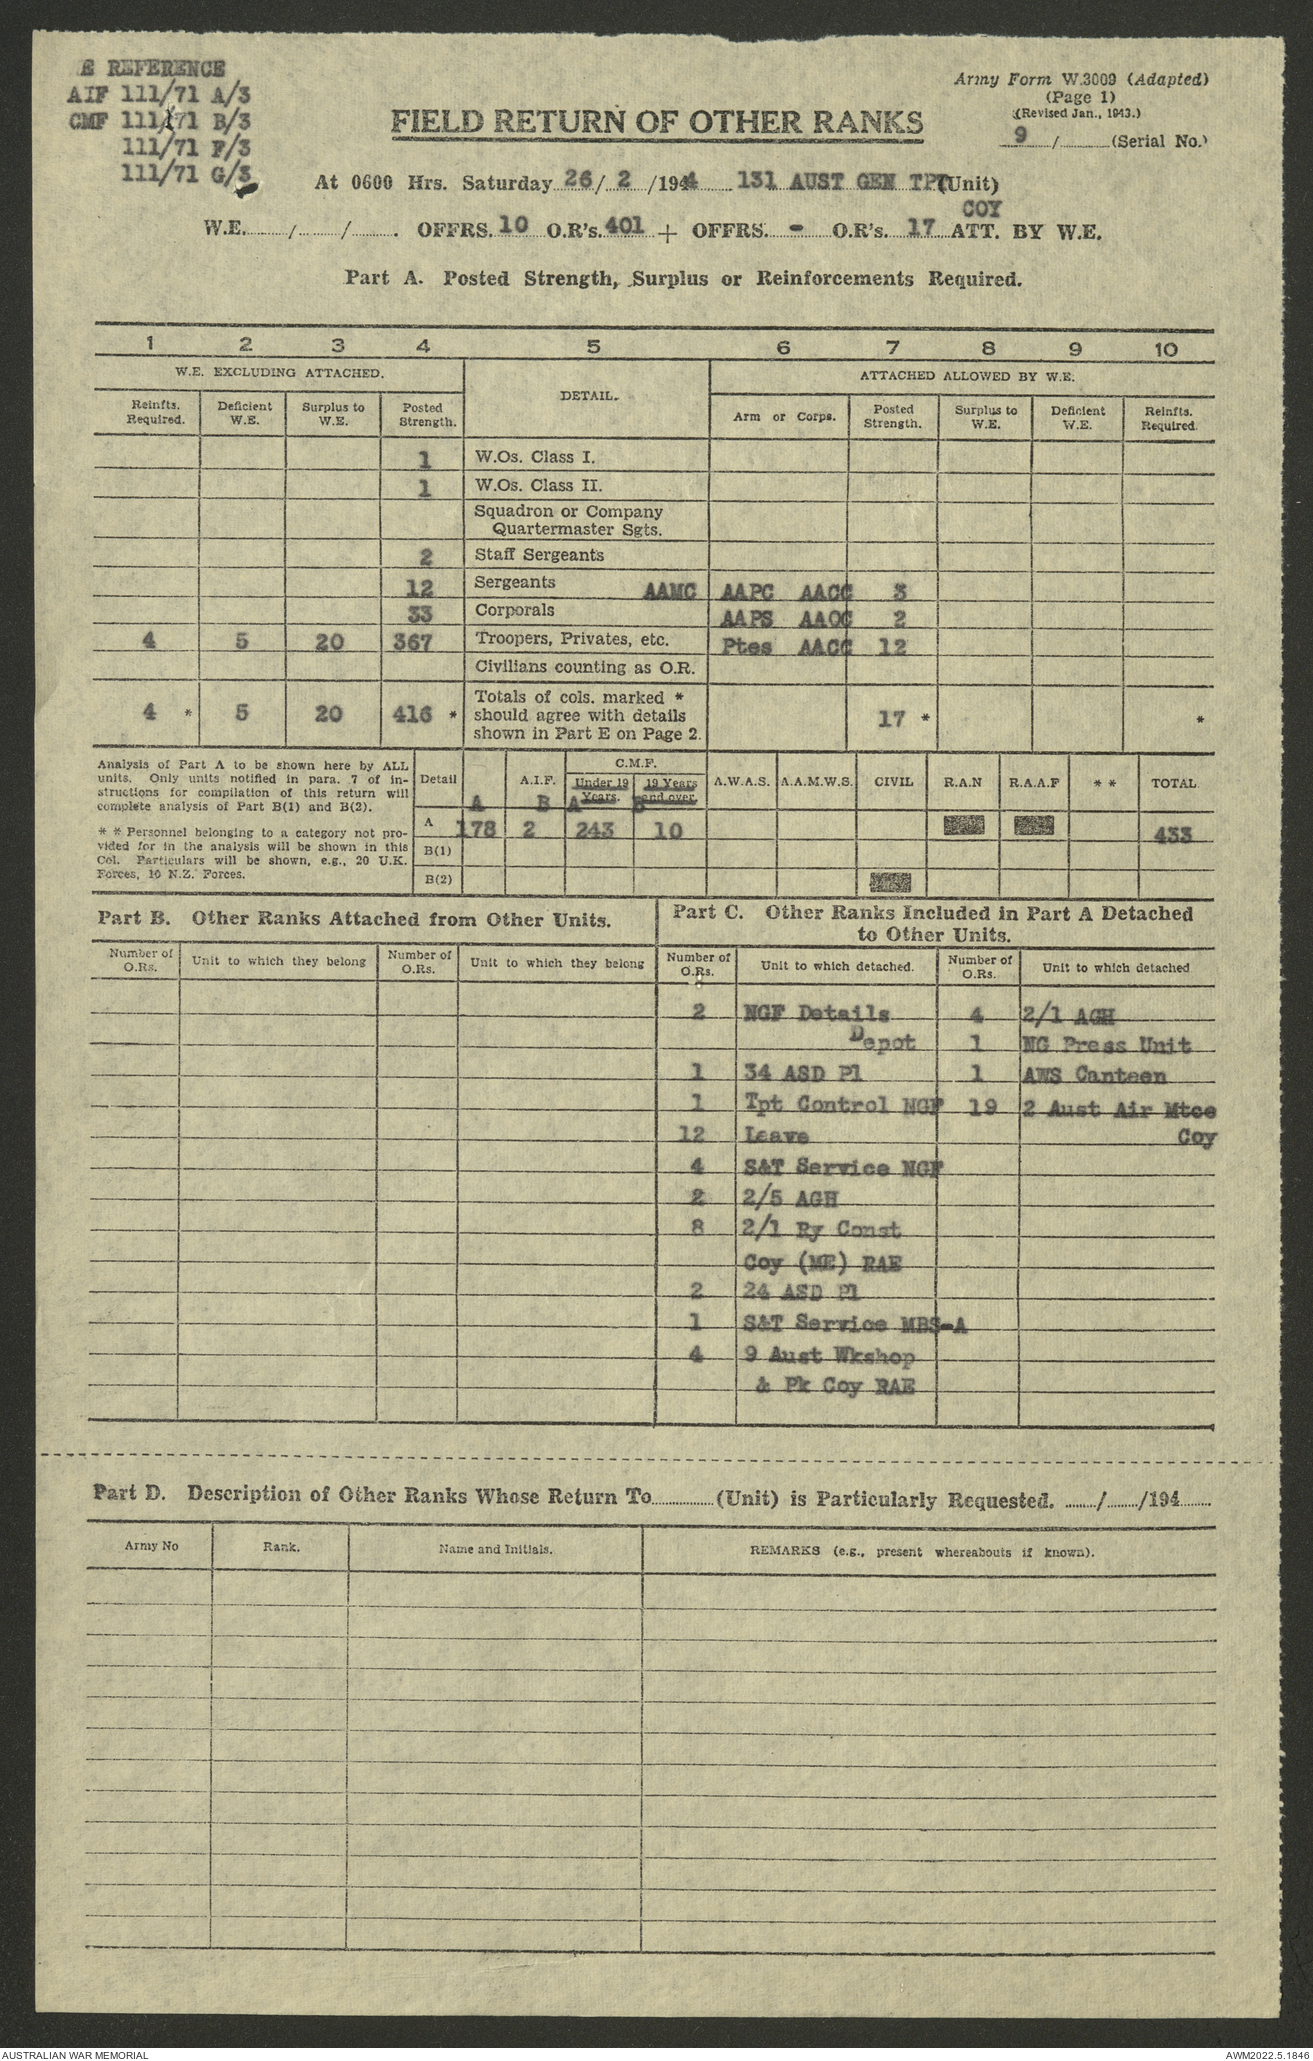 E REFERENCE
AIF 111/71 A/3
CMF 111/71 B/3
111/71 F/3
111/71 G/3
Army Form W.3009 (Adapted)
(Page 1)
(Revised Jan., 1943.)
9 / (Serial No.)
FIELD RETURN OF OTHER RANKS
At 0600 Hrs. Saturday 26/ 2 /1944 131 AUST GEN TPT (Unit)
COY
W.E. / / . OFFRS. 10 O.R's. 401 + OFFRS. - O.R's. 17 ATT. BY W.E.
Part A. Posted Strength, Surplus or Reinforcements Required.
1 2 3 4 5 6 7 8 9 10
W.E. EXCLUDING ATTACHED. DETAIL. ATTACHED ALLOWED BY W.E.
Reinfts. Required. Deficient W.E. Surplus to W.E. Posted Strength. Arm or Corps. Posted Strength. Surplus to W.E. Deficient W.E. Reinfts. Required.
1 W.Os. Class I.
1 W.Os. Class II.
Squadron or Company
Quartermaster Sgts.
2 Staff Sergeants
12 Sergeants AAMC AAPC AACC 3
33 Corporals AAPS AAOC 2
4 5 20 367 Troopers, Privates, etc. Ptes AACC 12
Civilians counting as O.R.
4 * 5 20 416 * Totals of cols. marked * should agree with details shown in Part E on Page 2. 17 * *
Analysis of Part A to be shown here by ALL
units. Only units notified in para. 7 of in-
structions for compilation of this return will
complete analysis of Part B(1) and B(2).
* * Personnel belonging to a category not pro-
vided for in the analysis will be shown in this
Col. Particulars will be shown, e.g., 20 U.K.
Forces, 10 N.Z. Forces.
Detail A.I.F. C.M.F. Under 19 Years. 19 Years and over. A.W.A.S. A.A.M.W.S. CIVIL R.A.N R.A.A.F * * TOTAL
A B A B
A 178 2 243 10 433
B(1)
B(2)
Part B. Other Ranks Attached from Other Units.
Number of O.Rs. Unit to which they belong Number of O.Rs. Unit to which they belong
Part C. Other Ranks Included in Part A Detached
to Other Units.
Number of O.Rs. Unit to which detached. Number of O.Rs. Unit to which detached
2 NGF Details 4 2/1 AGH
Depot 1 NG Press Unit
1 34 ASD Pl 1 AWS Canteen
1 Tpt Control NGF 19 2 Aust Air Mtce
12 Leave Coy
4 S&T Service NGF
2 2/5 AGH
8 2/1 Ry Const
Coy (ME) RAE
2 24 ASD Pl
1 S&T Service MBS-A
4 9 Aust Wkshop
& Pk Coy RAE
Part D. Description of Other Ranks Whose Return To (Unit) is Particularly Requested. / /194
Army No Rank. Name and Initials. REMARKS (e.g., present whereabouts if known).
AUSTRALIAN WAR MEMORIAL AWM2022.5.1846